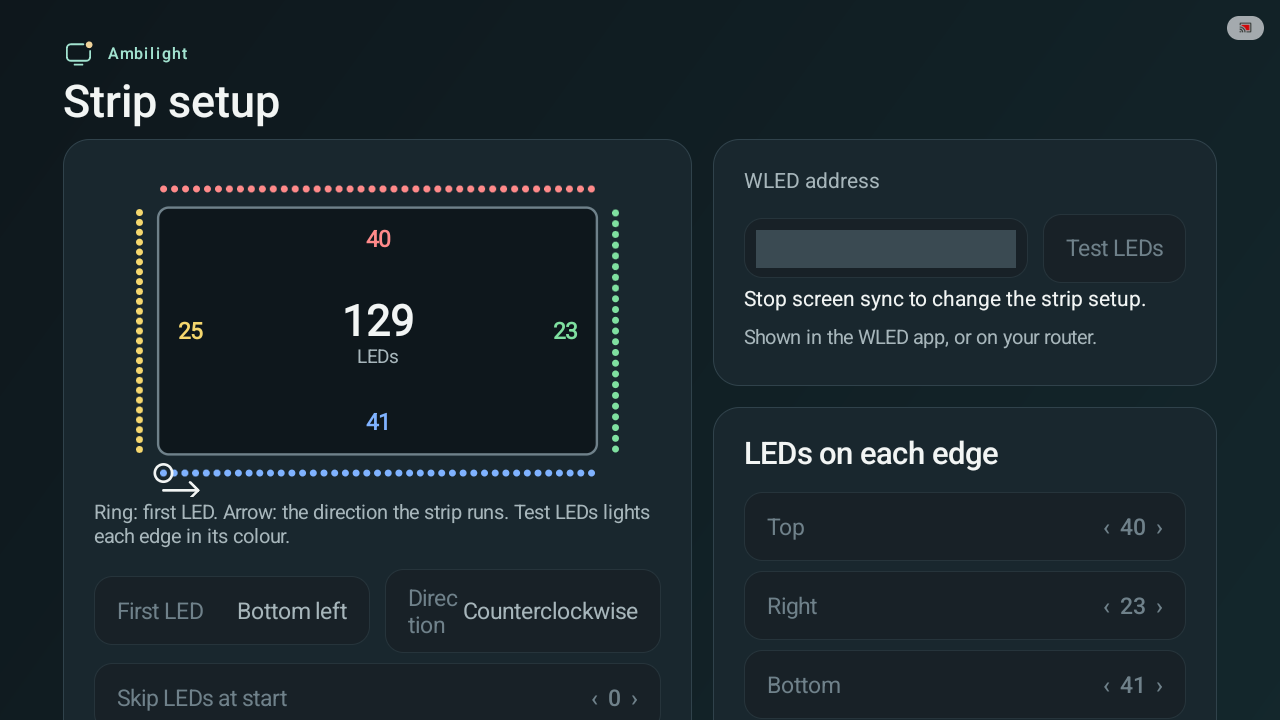 Ambilight
Strip setup
40
25
129
23
LEDs
41
Ring: first LED. Arrow: the direction the strip runs. Test LEDs lights
each edge in its colour.
First LED Bottom left
Direc
tion
Counterclockwise
Skip LEDs at start ‹ 0 ›
WLED address
Test LEDs
Stop screen sync to change the strip setup.
Shown in the WLED app, or on your router.
LEDs on each edge
Top ‹ 40 ›
Right ‹ 23 ›
Bottom ‹ 41 ›